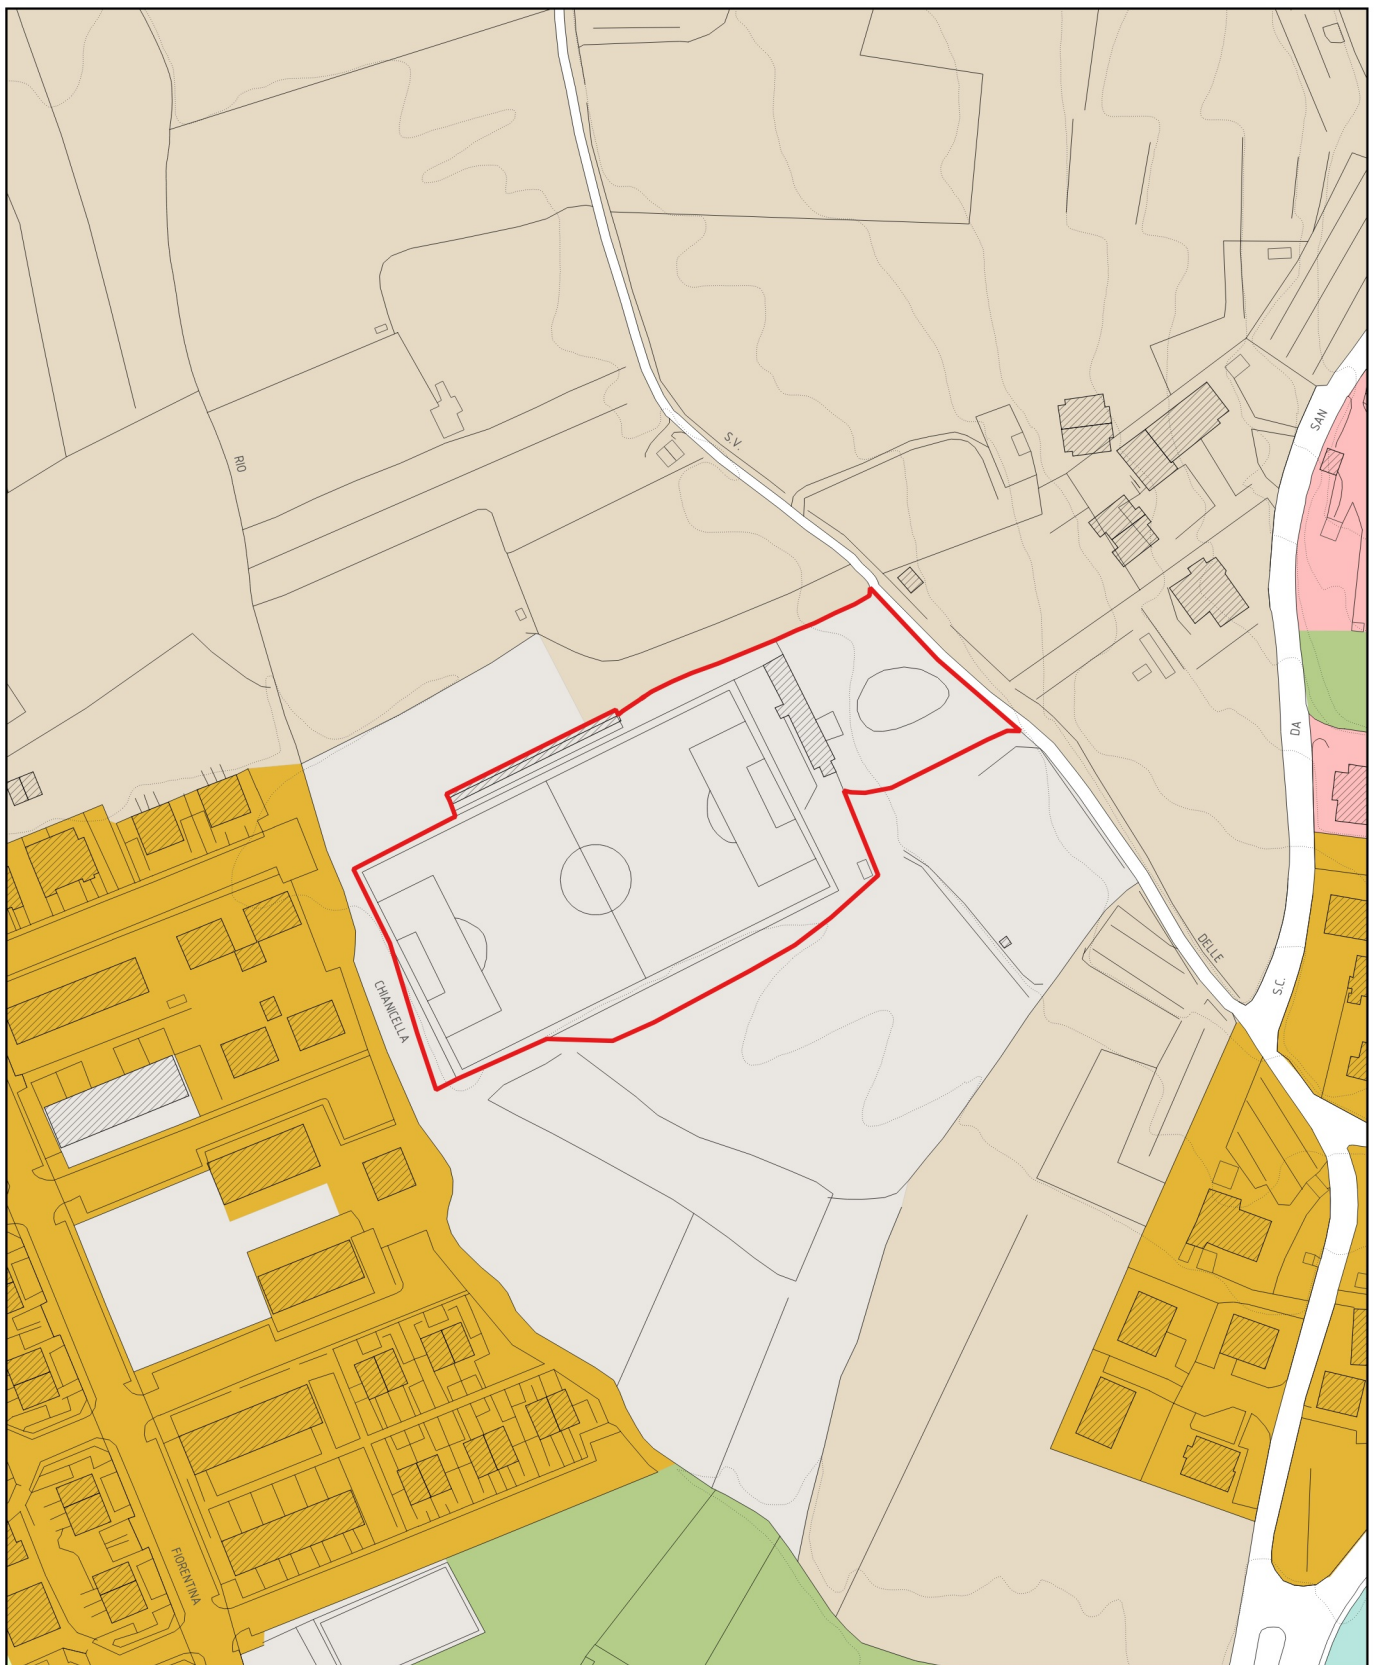 SAN
S.V.
RIO
DA
DELLE
S.C.
CHIANICELLA
FIORENTINA